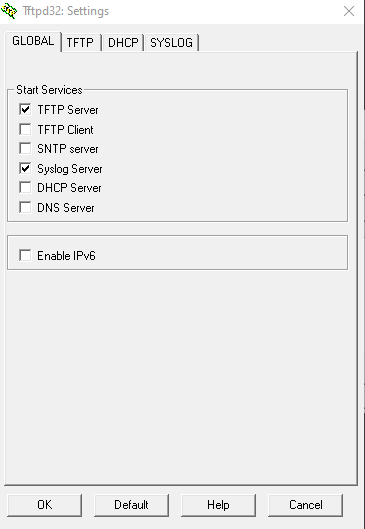 Tftpd32: Settings
GLOBAL TFTP DHCP SYSLOG
Start Services
TFTP Server
TFTP Client
SNTP server
Syslog Server
DHCP Server
DNS Server
Enable IPv6
OK Default Help Cancel